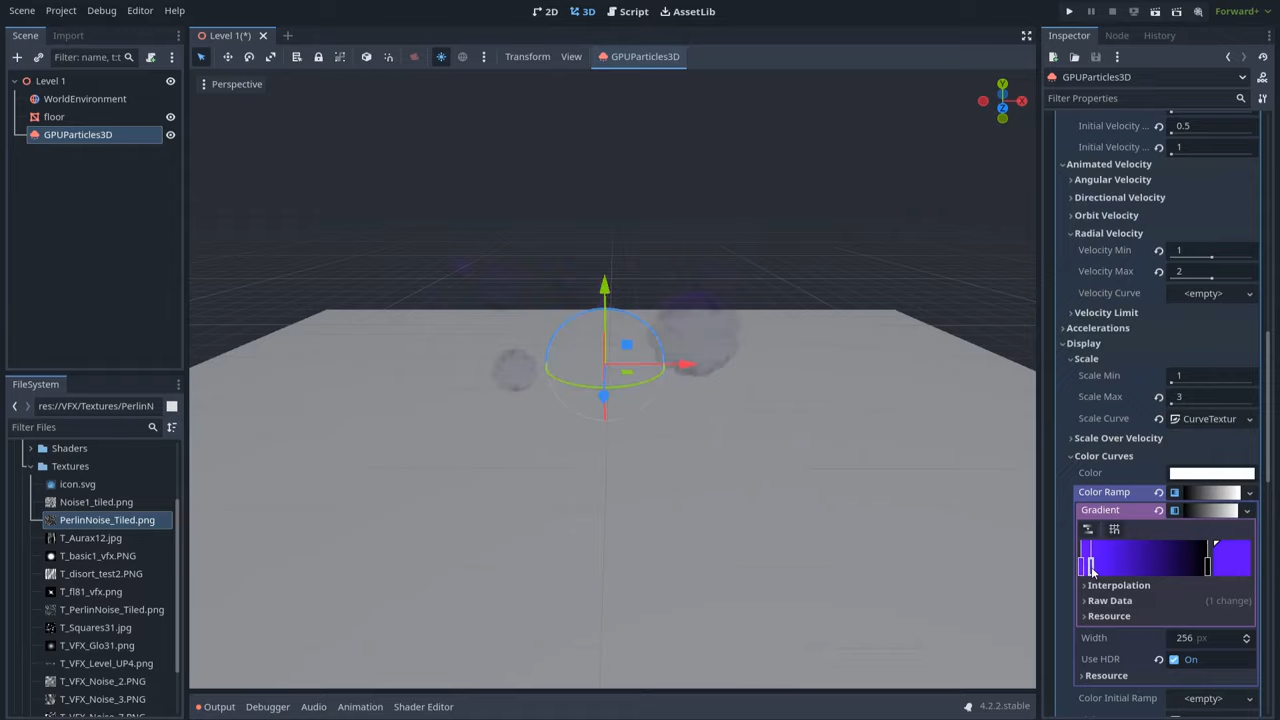 Scene Project Debug Editor Help
2D 3D Script AssetLib
Forward+
Scene Import
Level 1(*)
Inspector Node History
Filter: name, t:t
Transform View GPUParticles3D
Level 1
WorldEnvironment
floor
GPUParticles3D
Perspective
Y
X
Z
GPUParticles3D
Filter Properties
Initial Velocity ... 0.5
Initial Velocity ... 1
Animated Velocity
Angular Velocity
Directional Velocity
Orbit Velocity
Radial Velocity
Velocity Min 1
Velocity Max 2
Velocity Curve <empty>
Velocity Limit
Accelerations
Display
Scale
Scale Min 1
Scale Max 3
Scale Curve CurveTextur
Scale Over Velocity
Color Curves
Color
Color Ramp
Gradient
Interpolation
Raw Data (1 change)
Resource
Width 256 px
Use HDR On
Resource
Color Initial Ramp <empty>
FileSystem
res://VFX/Textures/PerlinN
Filter Files
Shaders
Textures
icon.svg
Noise1_tiled.png
PerlinNoise_Tiled.png
T_Aurax12.jpg
T_basic1_vfx.PNG
T_disort_test2.PNG
T_fl81_vfx.png
T_PerlinNoise_Tiled.png
T_Squares31.jpg
T_VFX_Glo31.png
T_VFX_Level_UP4.png
T_VFX_Noise_2.PNG
T_VFX_Noise_3.PNG
Output Debugger Audio Animation Shader Editor
4.2.2.stable